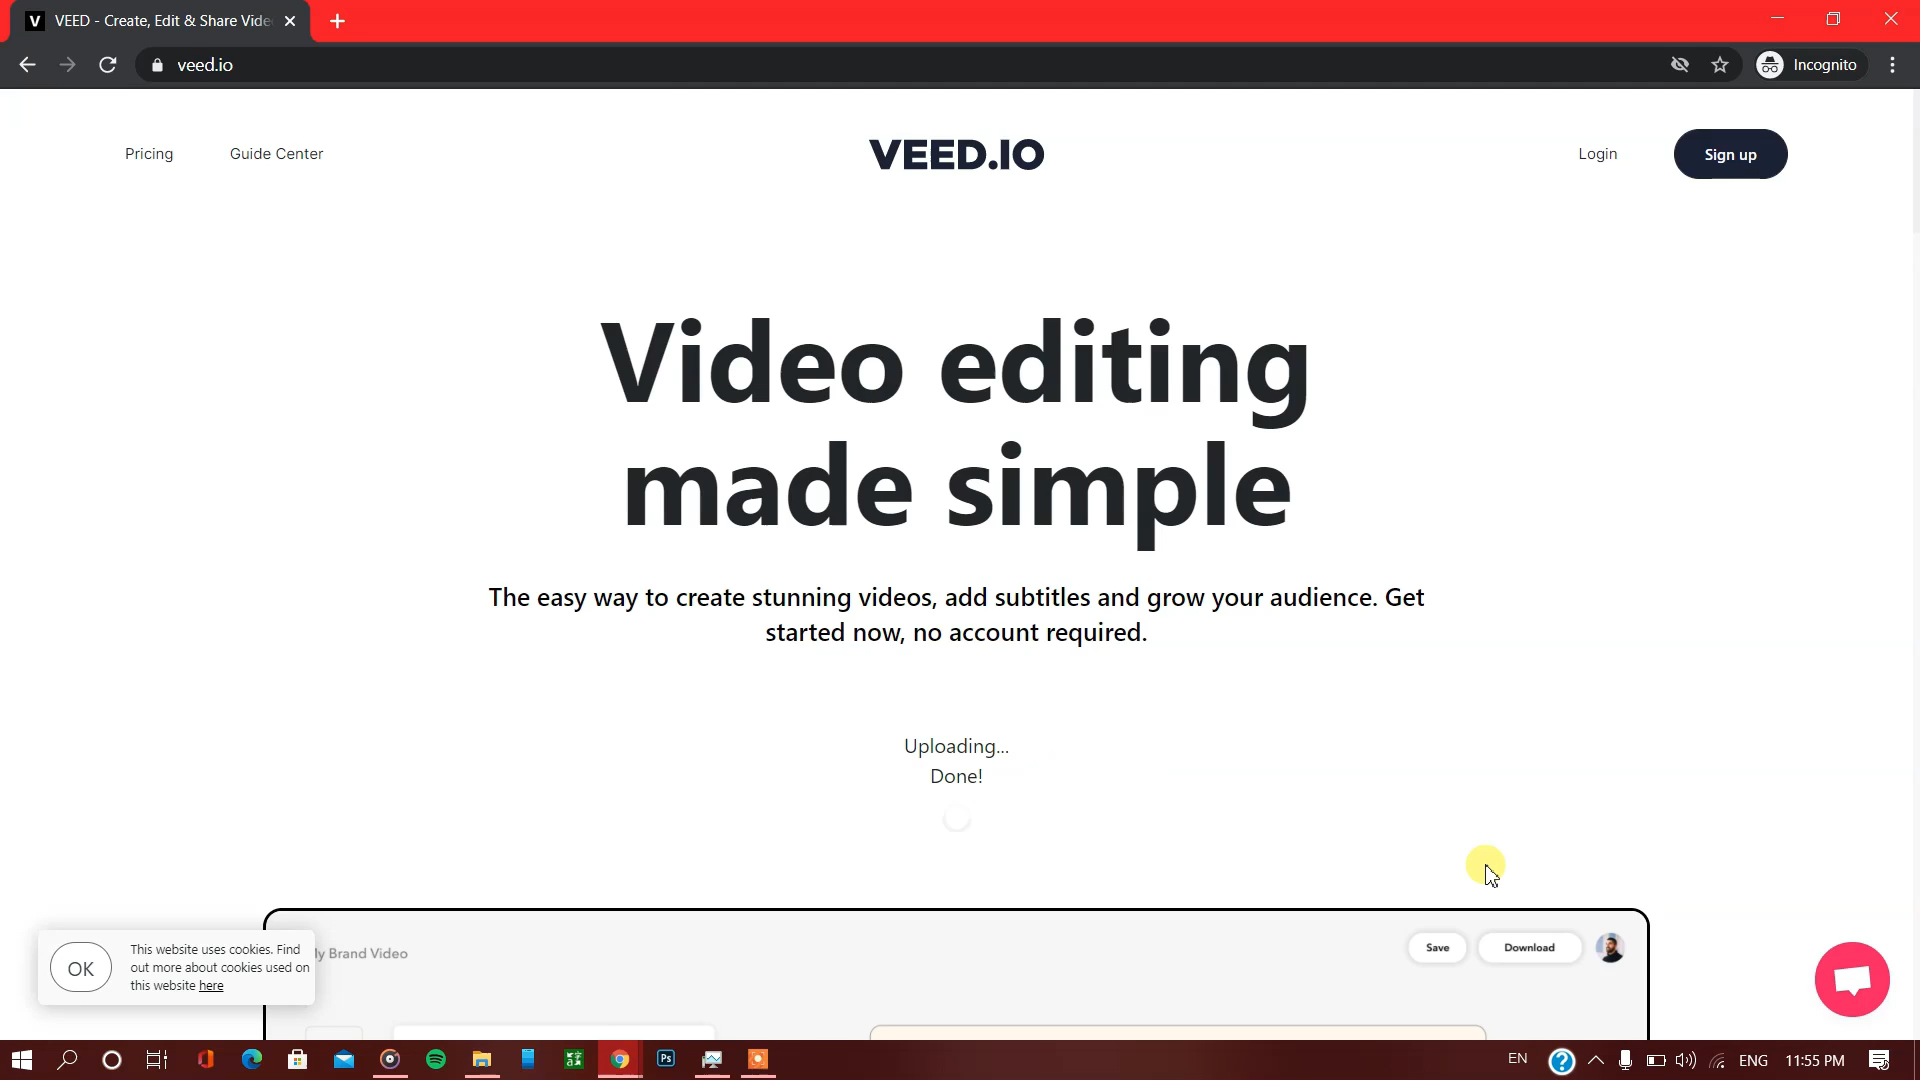 V VEED - Create, Edit & Share Vide
veed.io
Incognito
Pricing
Guide Center
VEED.IO
Login
Sign up
Video editing
made simple
The easy way to create stunning videos, add subtitles and grow your audience. Get
started now, no account required.
Uploading...
Done!
My Brand Video
Save
Download
OK
This website uses cookies. Find
out more about cookies used on
this website here
Ps
EN
ENG
11:55 PM